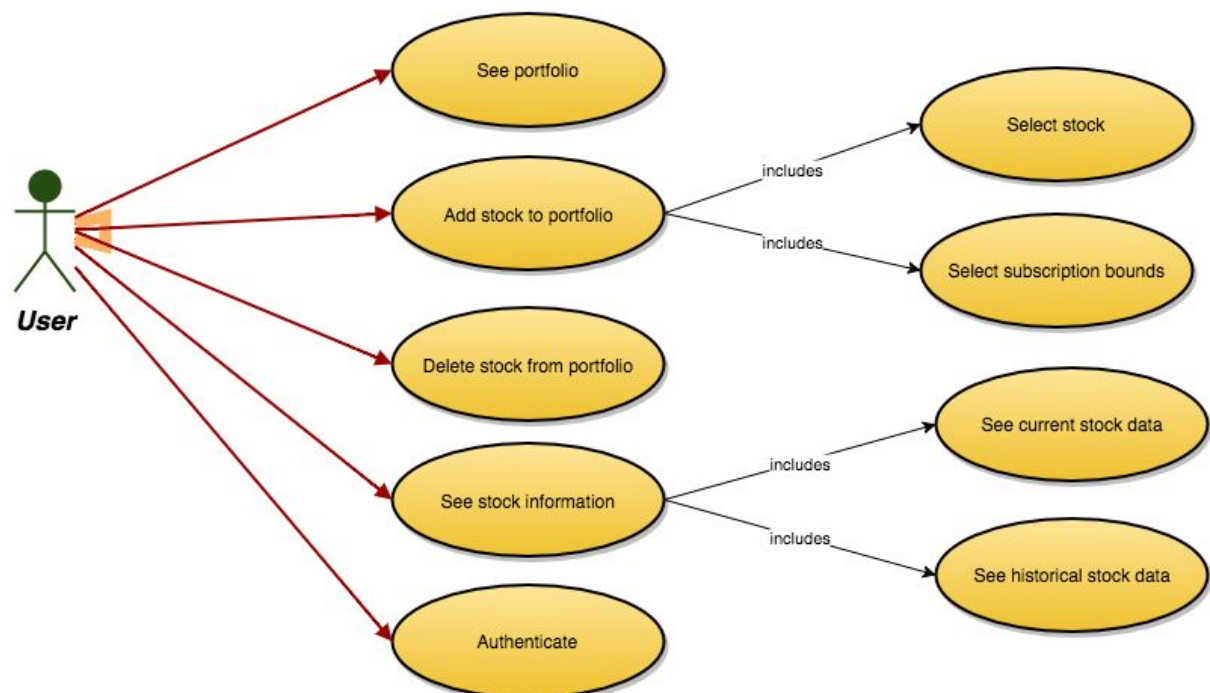 See portfolio
Select stock
includes
Add stock to portfolio
includes
Select subscription bounds
User
Delete stock from portfolio
See current stock data
includes
See stock information
includes
See historical stock data
Authenticate